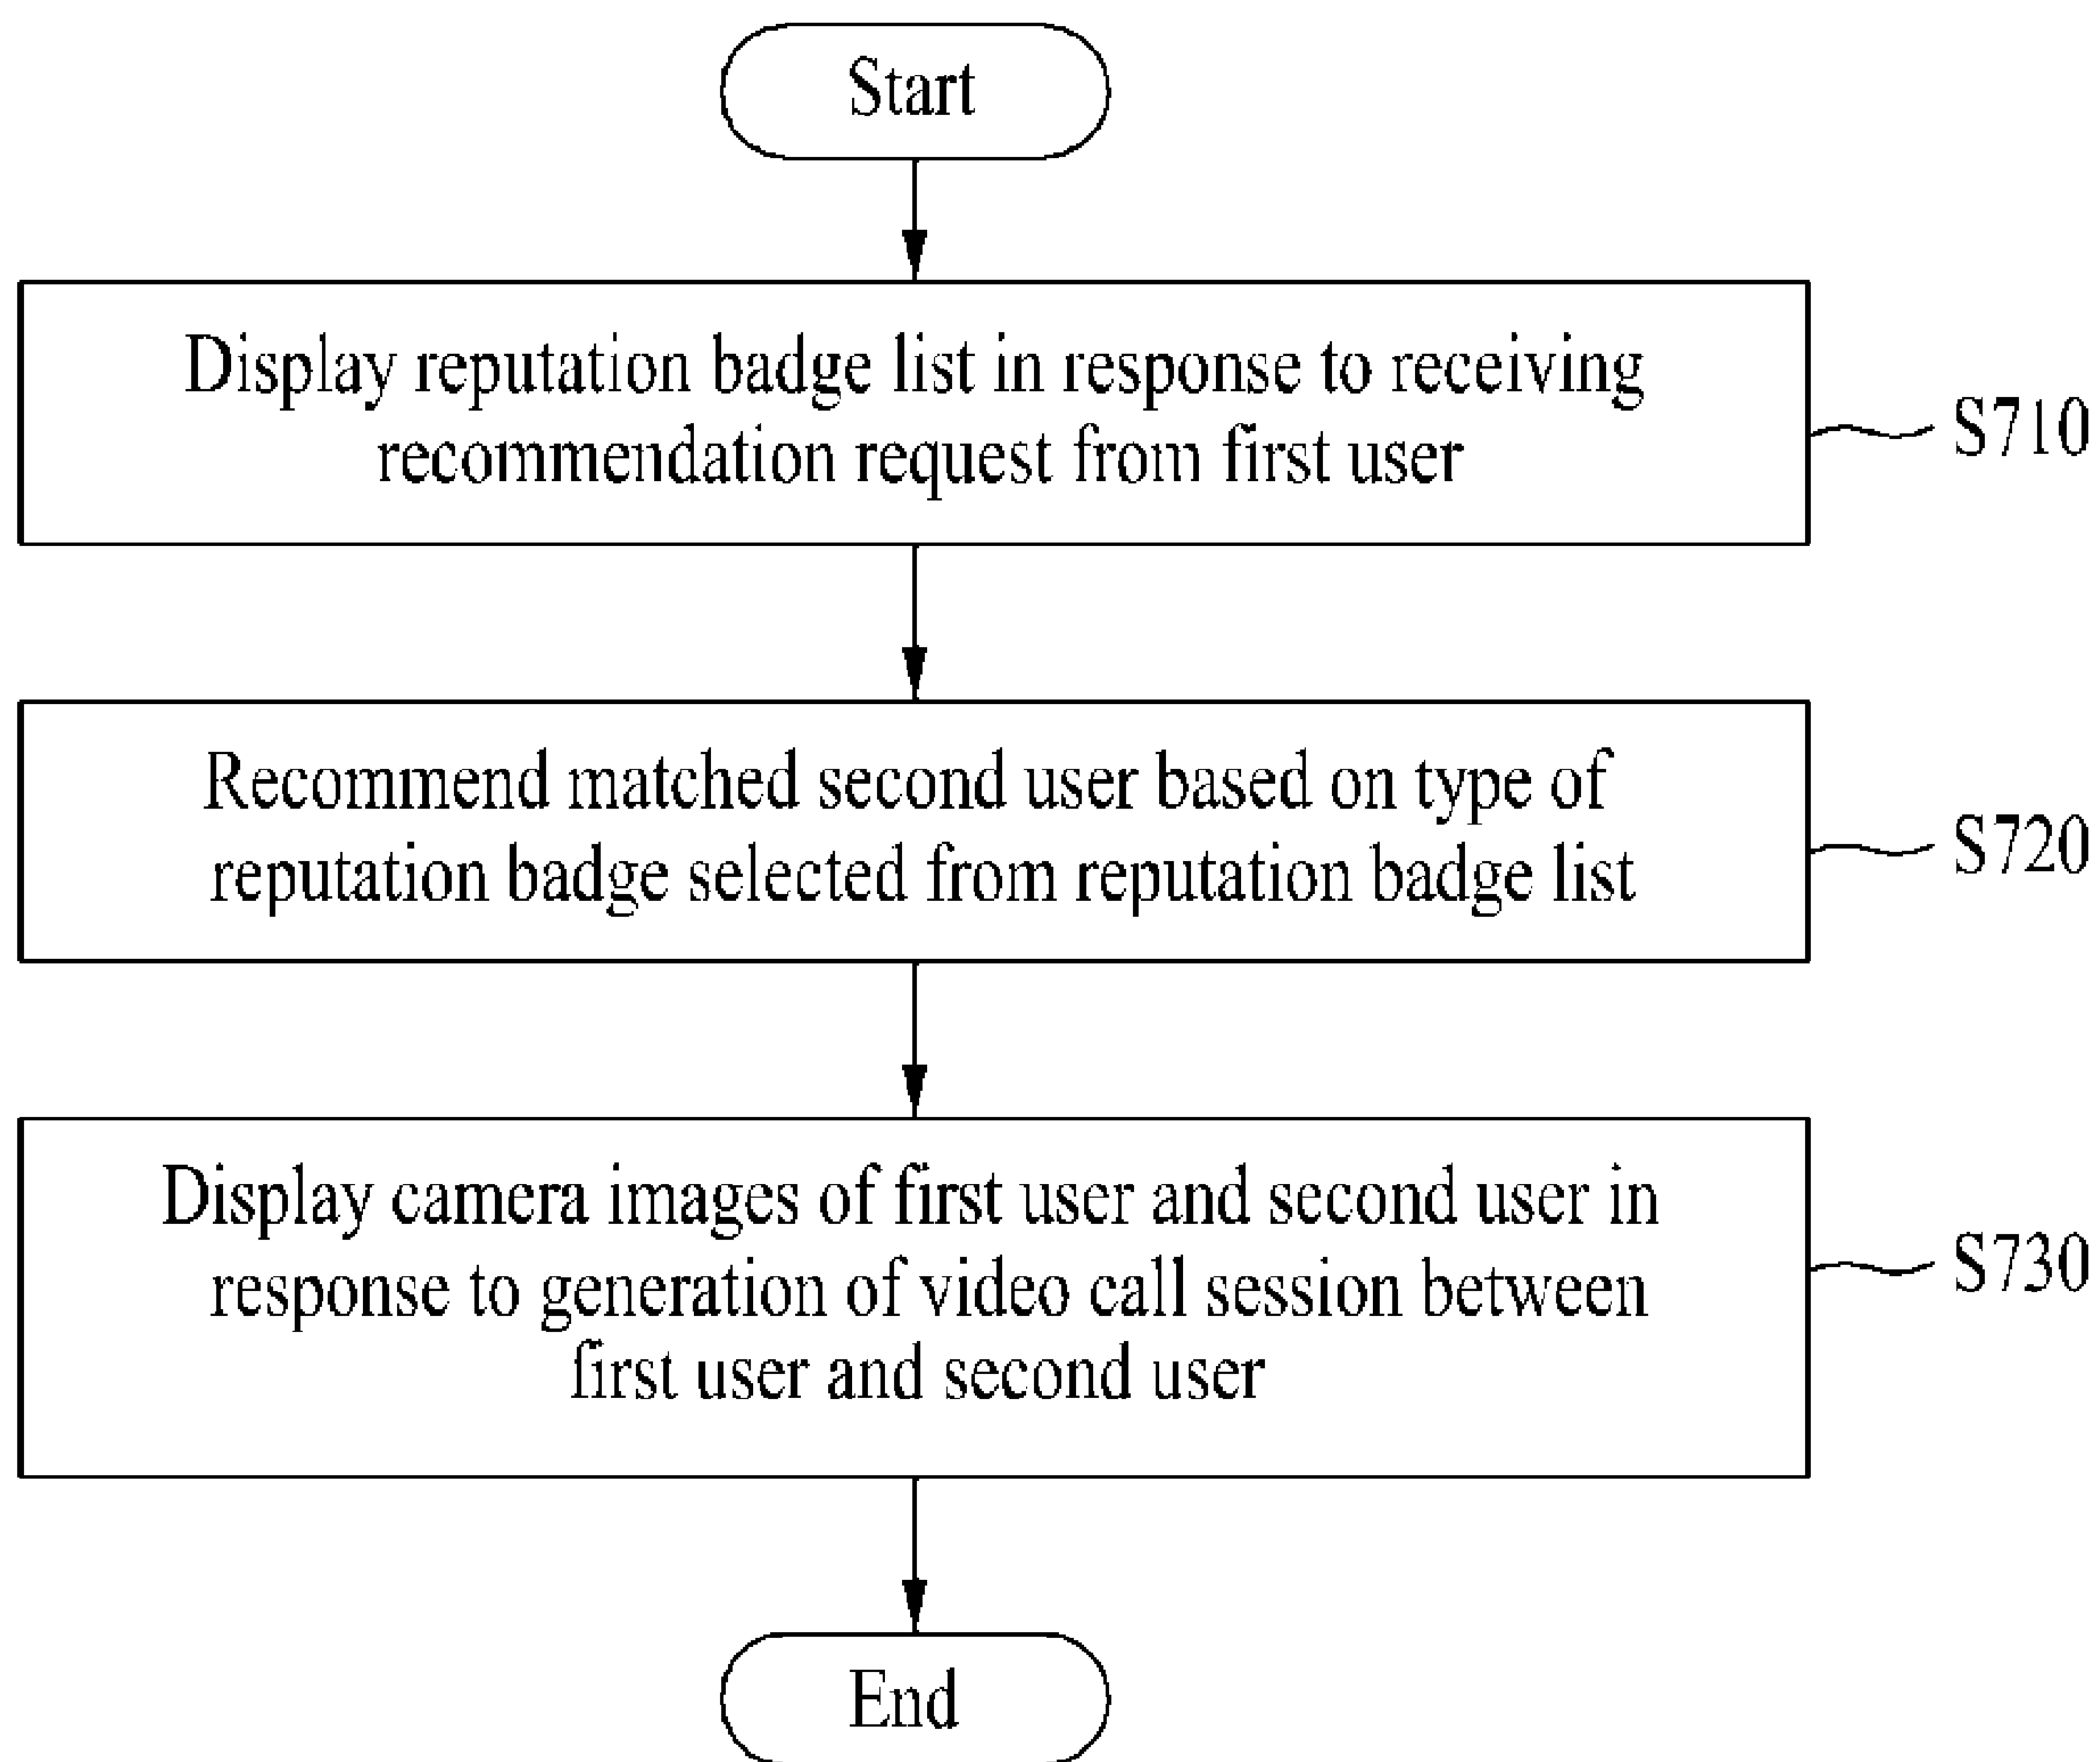 Start
Display reputation badge list in response to receiving
recommendation request from first user
S710
Recommend matched second user based on type of
reputation badge selected from reputation badge list
S720
Display camera images of first user and second user in
response to generation of video call session between
first user and second user
S730
End